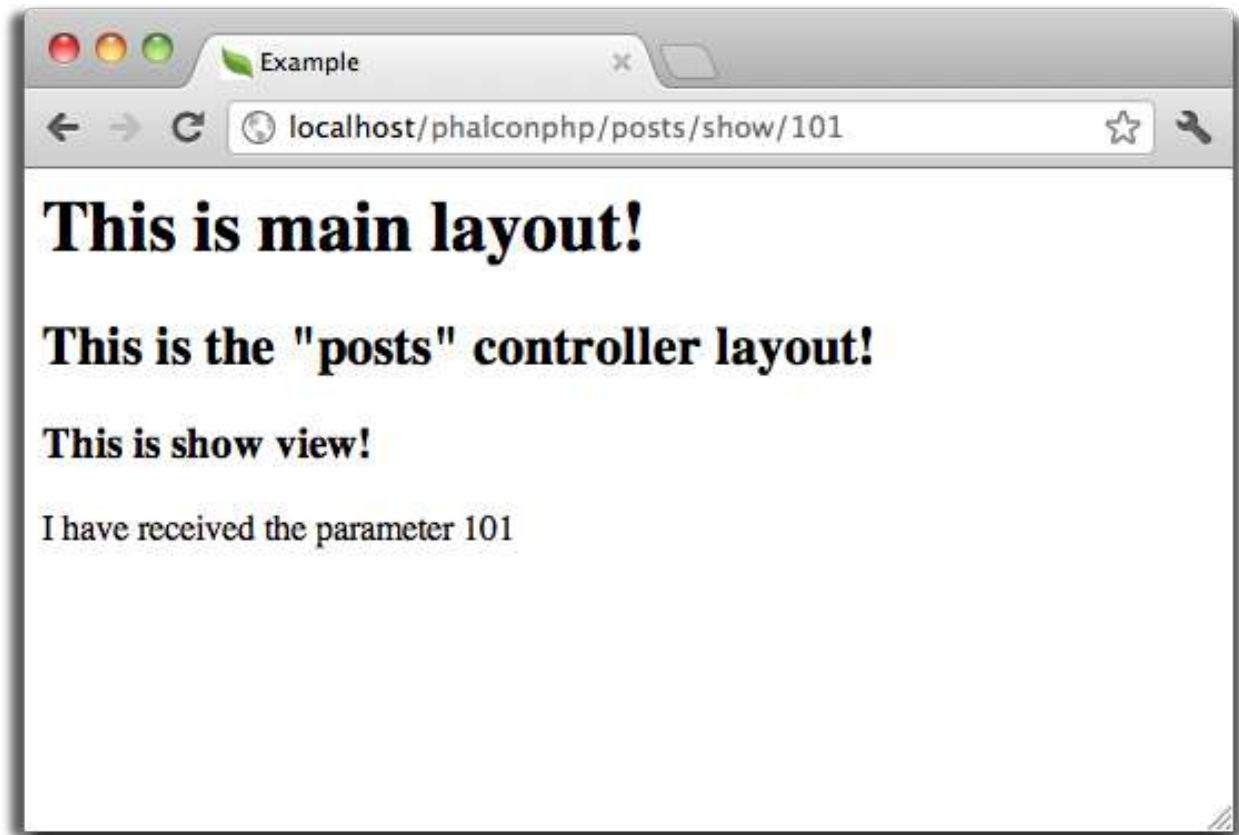 Example
localhost/phalconphp/posts/show/101
This is main layout!
This is the "posts" controller layout!
This is show view!
I have received the parameter 101